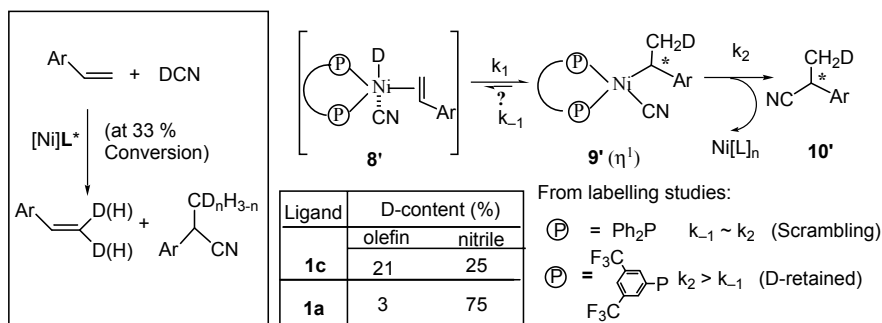 Ar
+ DCN
[Ni]L* (at 33 % Conversion)
Ar D(H) D(H) + CDnH3-n Ar CN
P D Ni CN P Ar
8'
k1
?
k–1
P CH2D * Ni Ar P CN
9' (η1)
k2
Ni[L]n
CH2D * NC Ar
10'
Ligand D-content (%)
olefin nitrile
1c 21 25
1a 3 75
From labelling studies:
P = Ph2P k–1 ~ k2 (Scrambling)
P = F3C F3C P k2 > k–1 (D-retained)